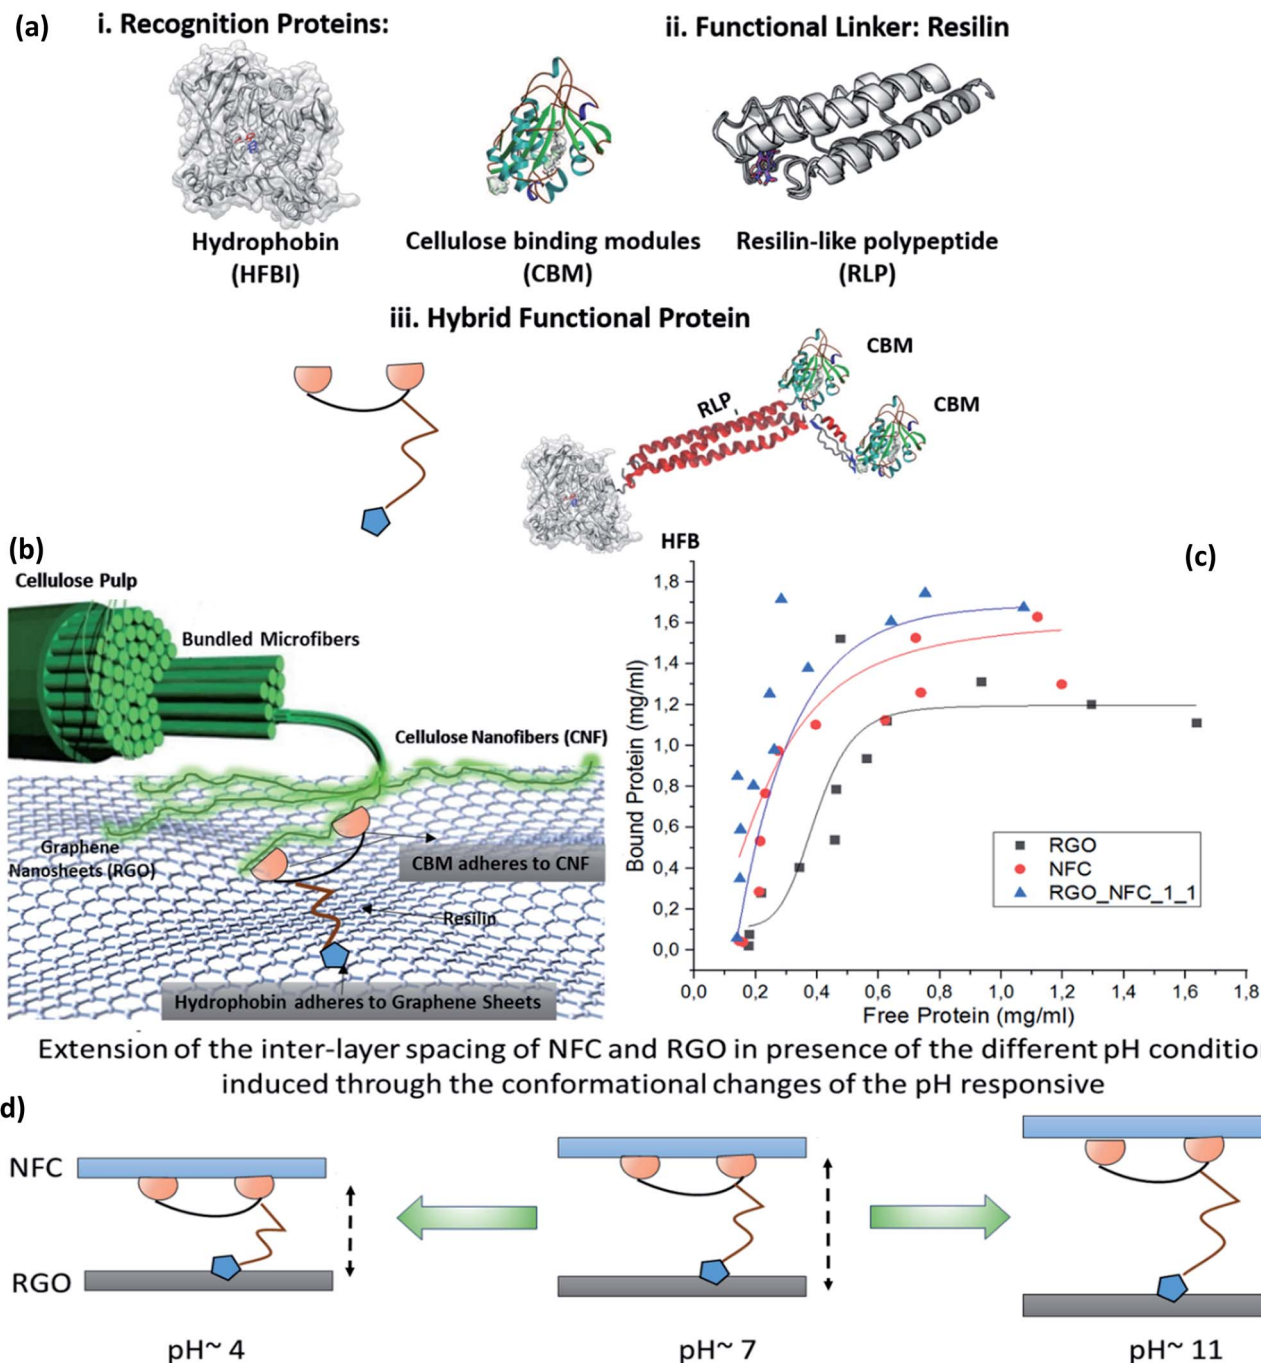 (a)
i. Recognition Proteins:
ii. Functional Linker: Resilin
Hydrophobin
(HFBI)
Cellulose binding modules
(CBM)
Resilin-like polypeptide
(RLP)
iii. Hybrid Functional Protein
CBM
RLP
CBM
HFB
(b)
Cellulose Pulp
Bundled Microfibers
Cellulose Nanofibers (CNF)
Graphene
Nanosheets (RGO)
CBM adheres to CNF
Resilin
Hydrophobin adheres to Graphene Sheets
(c)
Bound Protein (mg/ml)
1,8
1,6
1,4
1,2
1,0
0,8
0,6
0,4
0,2
0,0
RGO
NFC
RGO_NFC_1_1
0,0 0,2 0,4 0,6 0,8 1,0 1,2 1,4 1,6 1,8
Free Protein (mg/ml)
Extension of the inter-layer spacing of NFC and RGO in presence of the different pH condition
induced through the conformational changes of the pH responsive
d)
NFC
RGO
pH~ 4
pH~ 7
pH~ 11